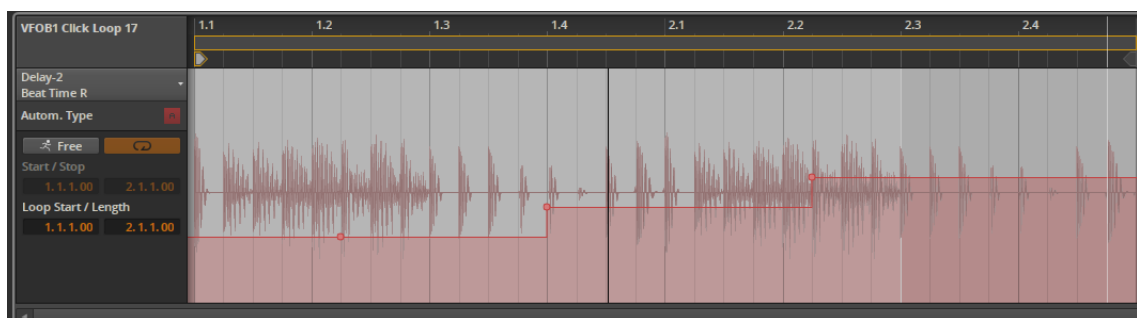 VFOB1 Click Loop 17
1.1 1.2 1.3 1.4 2.1 2.2 2.3 2.4
Delay-2
Beat Time R
Autom. Type
Free
Start / Stop
1. 1. 1.00 2. 1. 1.00
Loop Start / Length
1. 1. 1.00 2. 1. 1.00